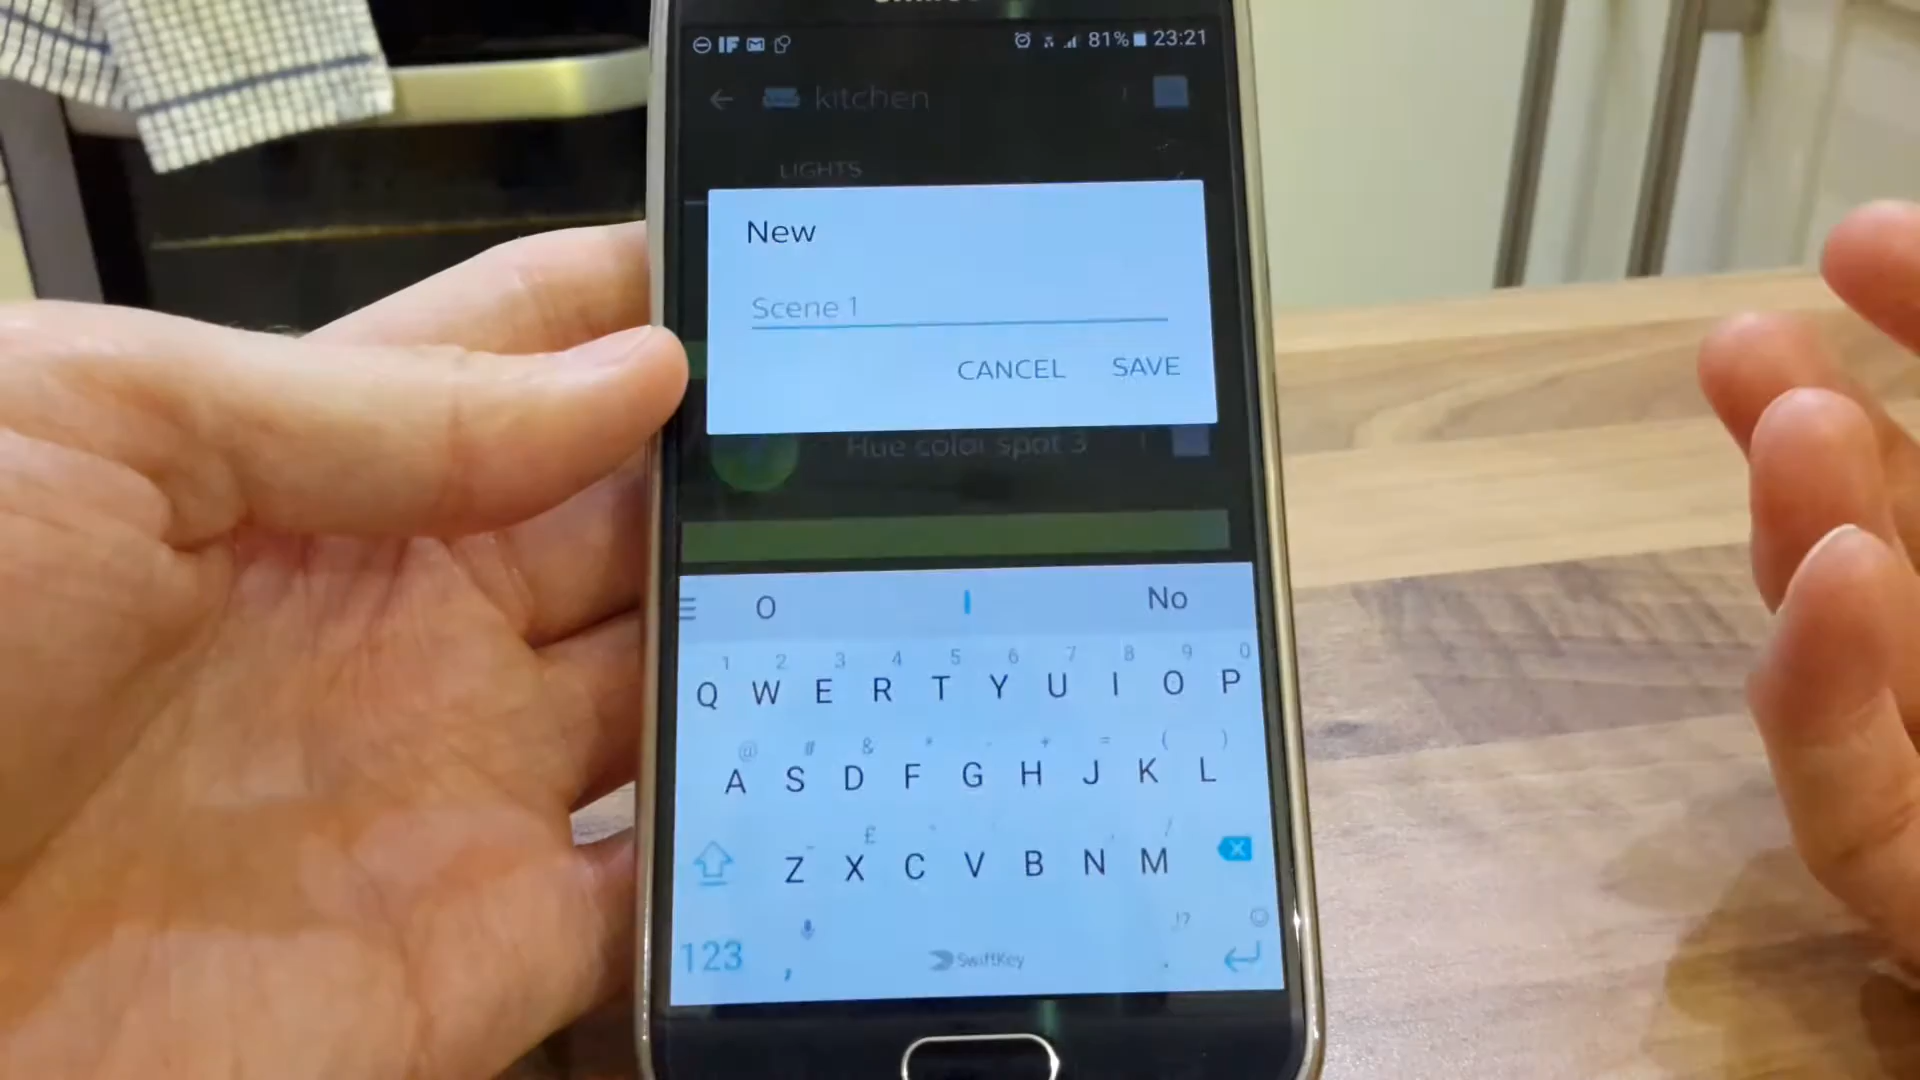 IF 81% 23:21
kitchen
LIGHTS
New
Scene 1
CANCEL SAVE
Hue color spot 3
O I No
1 2 3 4 5 6 7 8 9 0
Q W E R T Y U I O P
@ # & * - + = ( )
A S D F G H J K L
£ /
Z X C V B N M
!?
123 , SwiftKey .